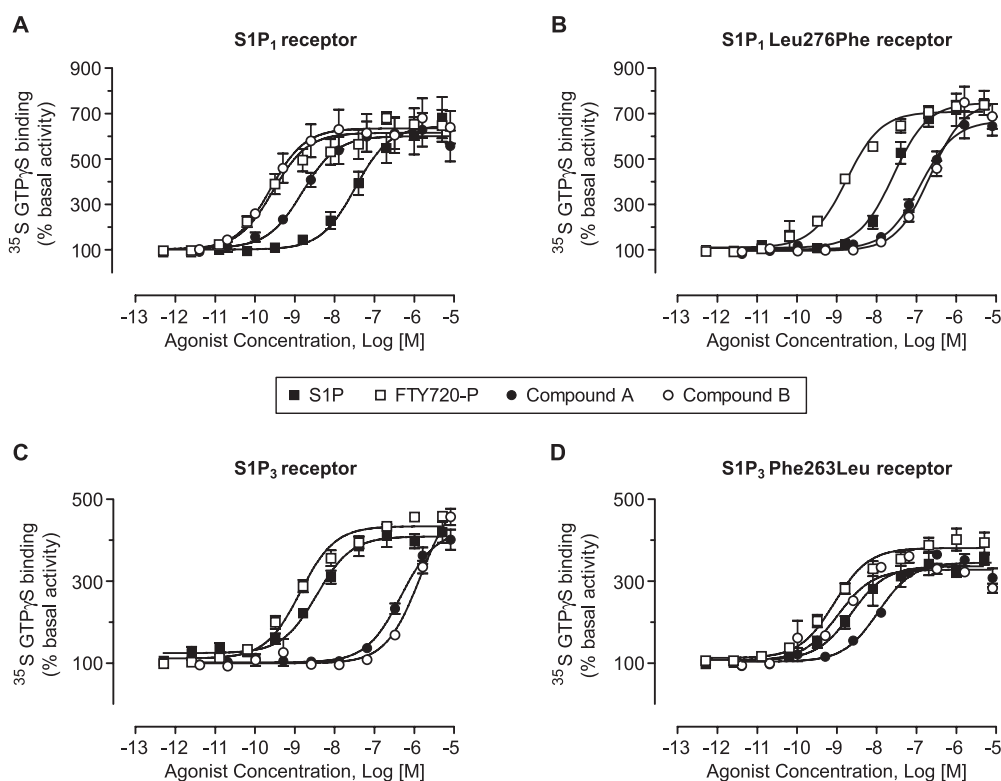 A
S1P₁ receptor
³⁵S GTPγS binding
(% basal activity)
900
700
500
300
100
-13 -12 -11 -10 -9 -8 -7 -6 -5
Agonist Concentration, Log [M]
B
S1P₁ Leu276Phe receptor
³⁵S GTPγS binding
(% basal activity)
900
700
500
300
100
-13 -12 -11 -10 -9 -8 -7 -6 -5
Agonist Concentration, Log [M]
S1P FTY720-P Compound A Compound B
C
S1P₃ receptor
³⁵S GTPγS binding
(% basal activity)
500
300
100
-13 -12 -11 -10 -9 -8 -7 -6 -5
Agonist Concentration, Log [M]
D
S1P₃ Phe263Leu receptor
³⁵S GTPγS binding
(% basal activity)
500
300
100
-13 -12 -11 -10 -9 -8 -7 -6 -5
Agonist Concentration, Log [M]